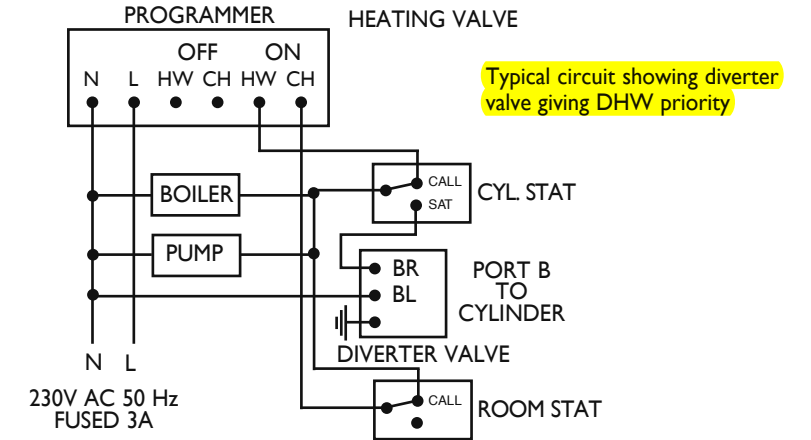 PROGRAMMER
HEATING VALVE
OFF ON
N L HW CH HW CH
Typical circuit showing diverter
valve giving DHW priority
CALL
SAT
CYL. STAT
BOILER
PUMP
BR
BL
PORT B
TO
CYLINDER
DIVERTER VALVE
N L
230V AC 50 Hz
FUSED 3A
CALL
ROOM STAT